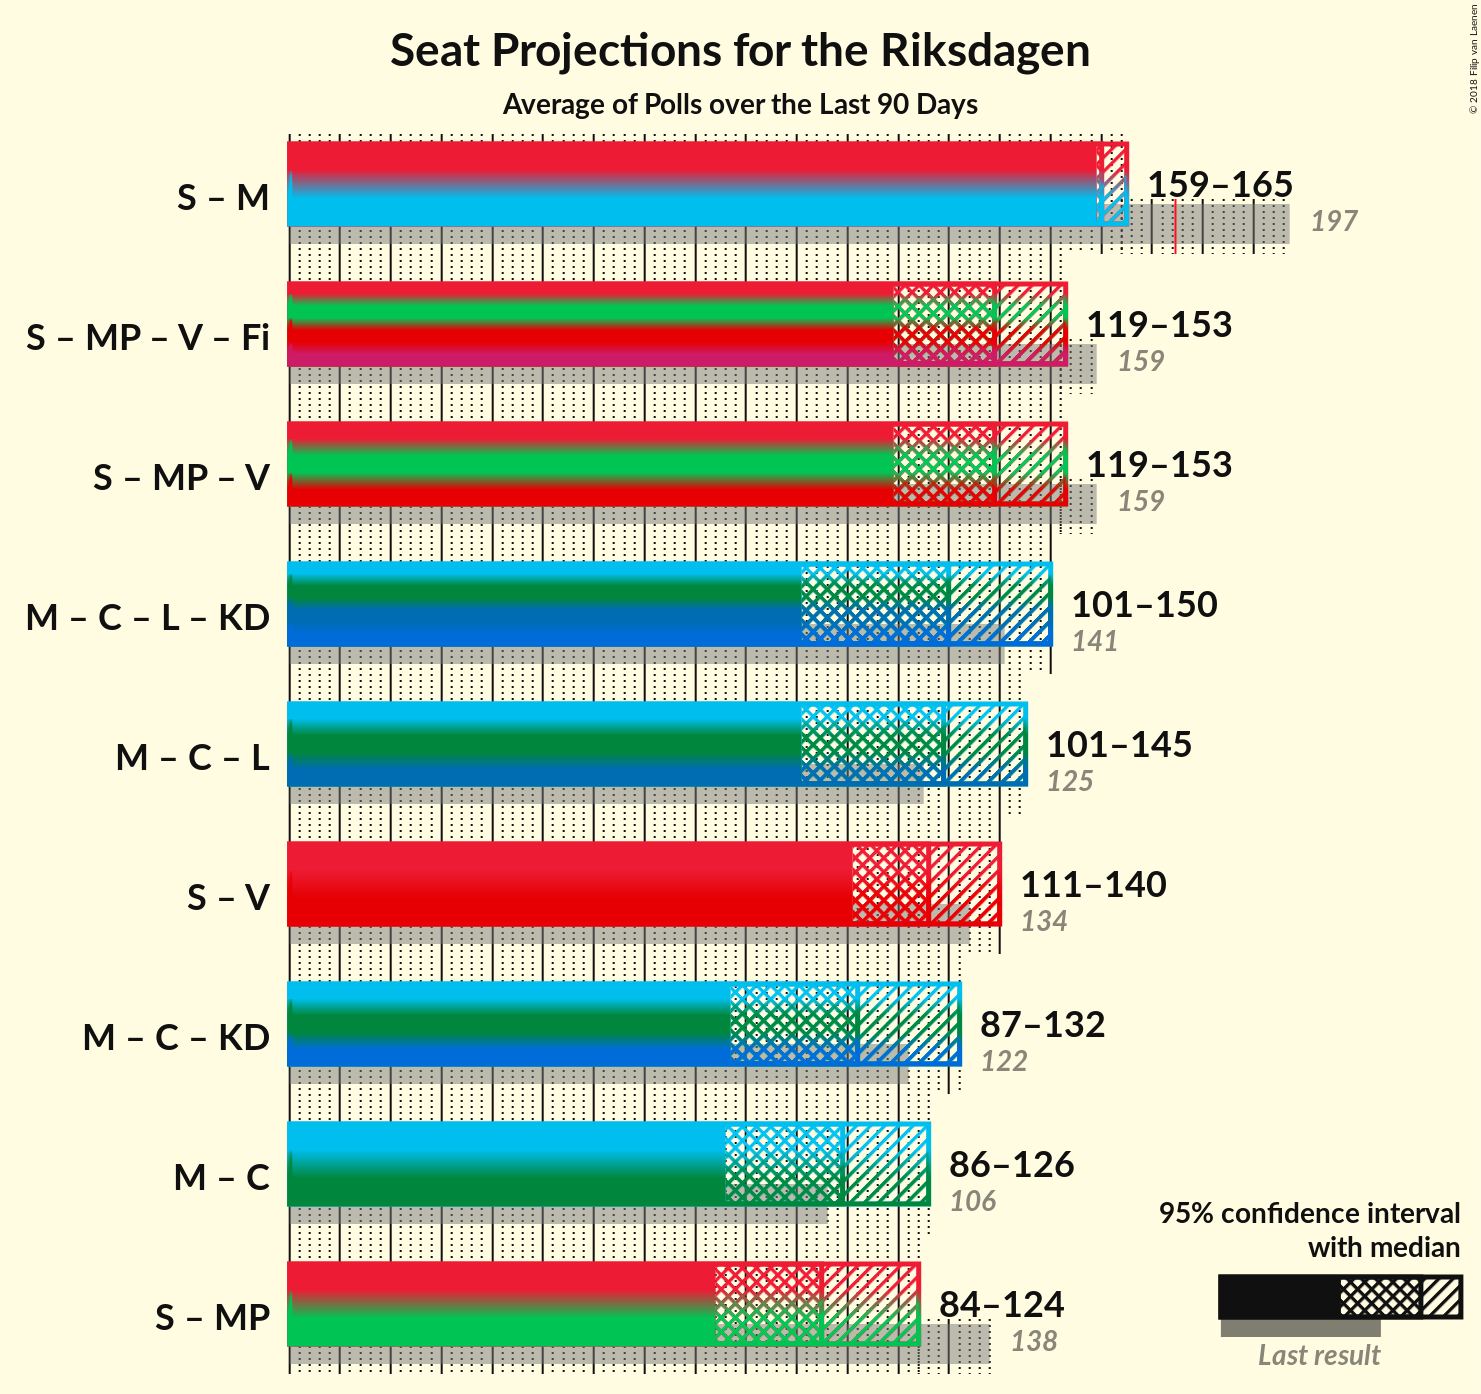 Seat Projections for the Riksdagen
Average of Polls over the Last 90 Days
© 2018 Filip van Laenen
S – M
159–165
197
S – MP – V – Fi
119–153
159
S – MP – V
119–153
159
M – C – L – KD
101–150
141
M – C – L
101–145
125
S – V
111–140
134
M – C – KD
87–132
122
M – C
86–126
106
S – MP
84–124
138
95% confidence interval
with median
Last result